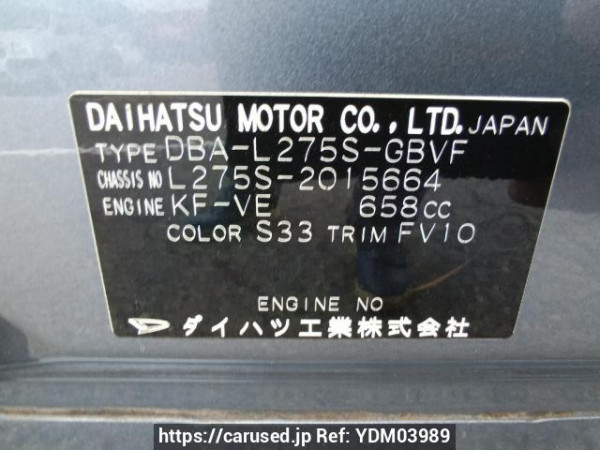 DAIHATSU MOTOR CO., LTD. JAPAN
TYPE DBA-L275S-GBVF
CHASSIS NO L275S-2015664
ENGINE KF-VE 658cc
COLOR S33 TRIM FV10
ENGINE NO
ダイハツ工業株式会社
https://carused.jp Ref: YDM03989